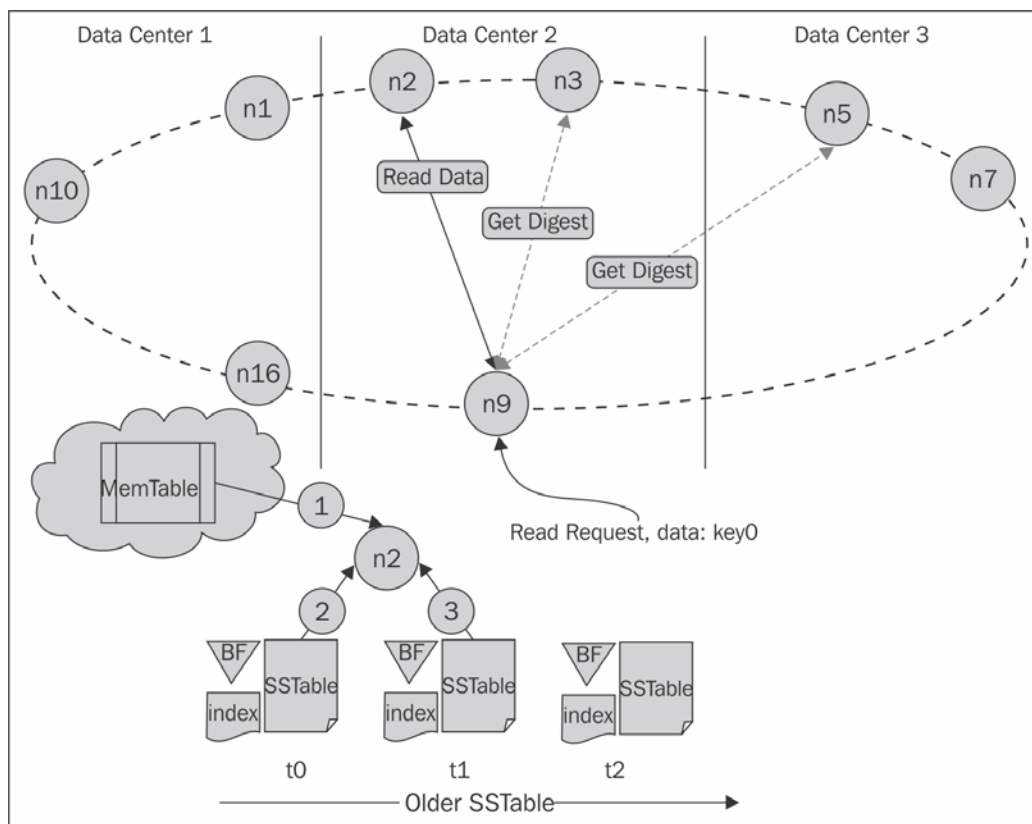 Data Center 1
Data Center 2
Data Center 3
n2
n3
n1
n5
n10
Read Data
n7
Get Digest
Get Digest
n16
n9
MemTable
1
Read Request, data: key0
n2
2
3
BF
SSTable
index
BF
SSTable
index
BF
SSTable
index
t0
t1
t2
Older SSTable